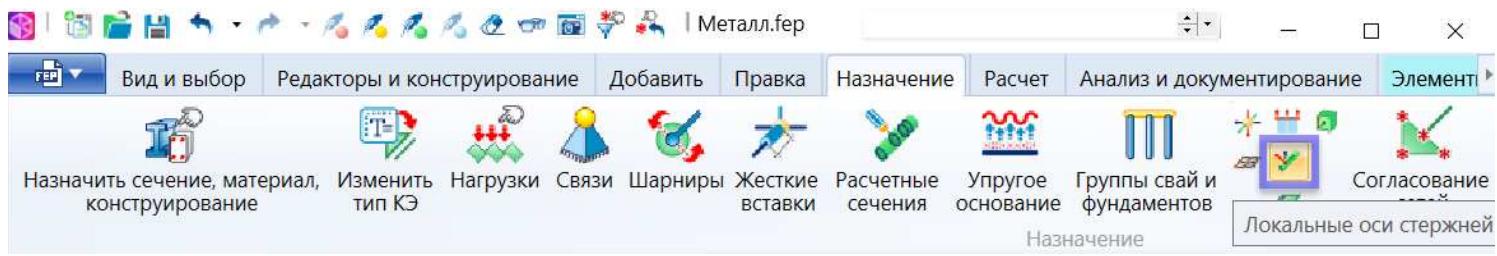 Металл.fep
FEP Вид и выбор Редакторы и конструирование Добавить Правка Назначение Расчет Анализ и документирование Элемент
Назначить сечение, материал, Изменить Нагрузки Связи Шарниры Жесткие Расчетные Упругое Группы свай и Согласование
конструирование тип КЭ вставки сечения основание фундаментов
Назначение
Локальные оси стержней